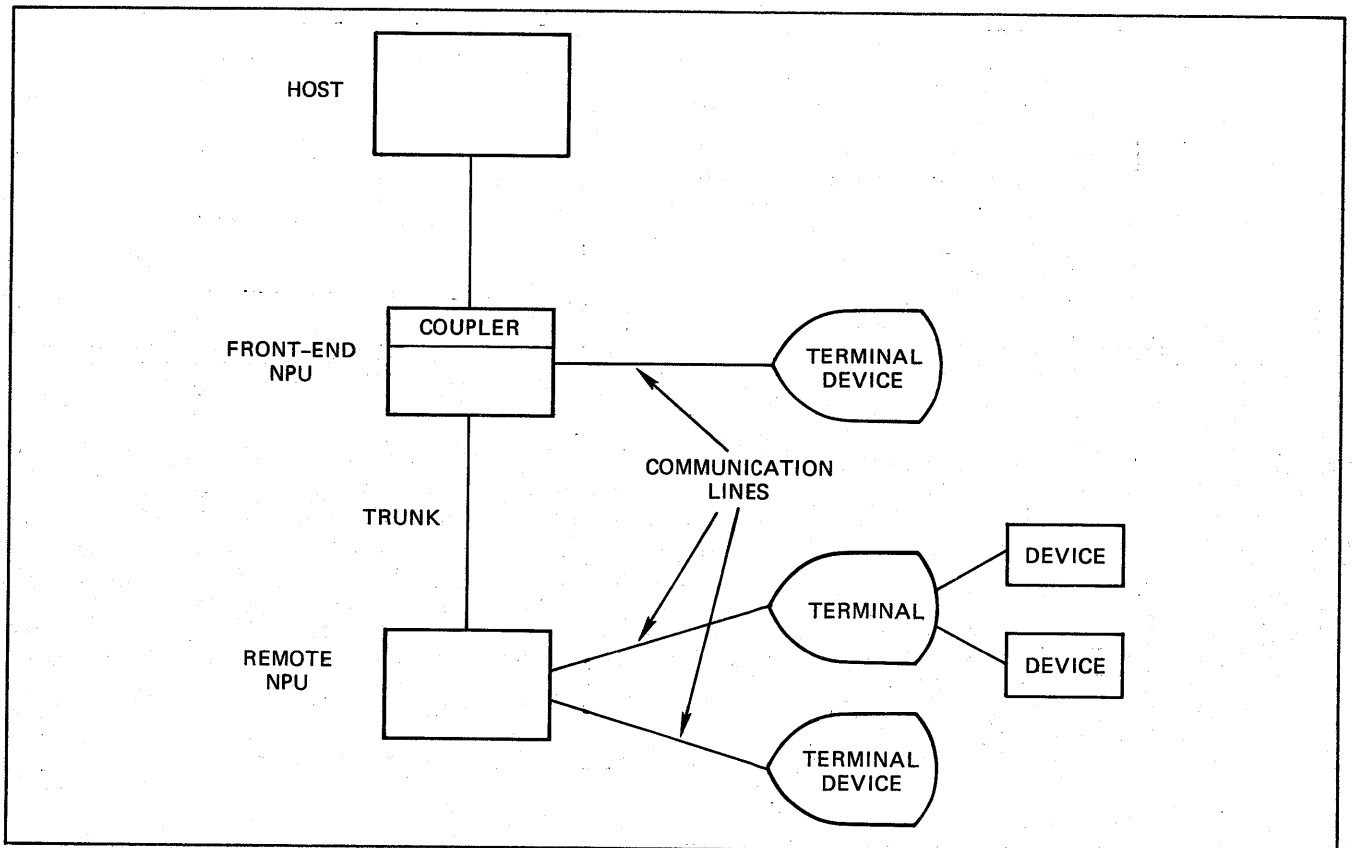 HOST
COUPLER
FRONT-END
NPU
TERMINAL
DEVICE
COMMUNICATION
LINES
TRUNK
DEVICE
TERMINAL
DEVICE
REMOTE
NPU
TERMINAL
DEVICE